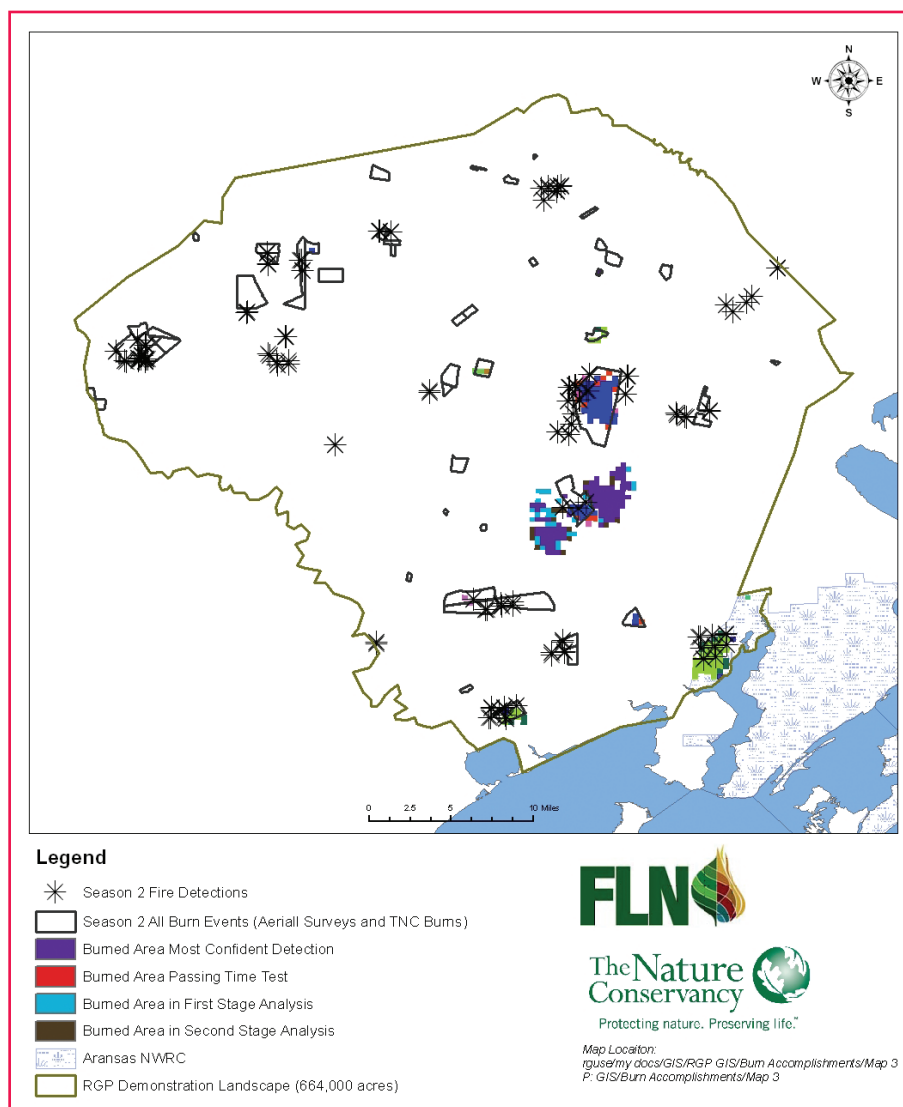 N
W E
S
0 2.5 5 10 Miles
Legend
Season 2 Fire Detections
Season 2 All Burn Events (Aeriall Surveys and TNC Burns)
Burned Area Most Confident Detection
Burned Area Passing Time Test
Burned Area in First Stage Analysis
Burned Area in Second Stage Analysis
Aransas NWRC
RGP Demonstration Landscape (664,000 acres)
FLN
The Nature
Conservancy
Protecting nature. Preserving life.™
Map Locaiton:
rguse/my docs/GIS/RGP GIS/Burn Accomplishments/Map 3
P: GIS/Burn Accomplishments/Map 3